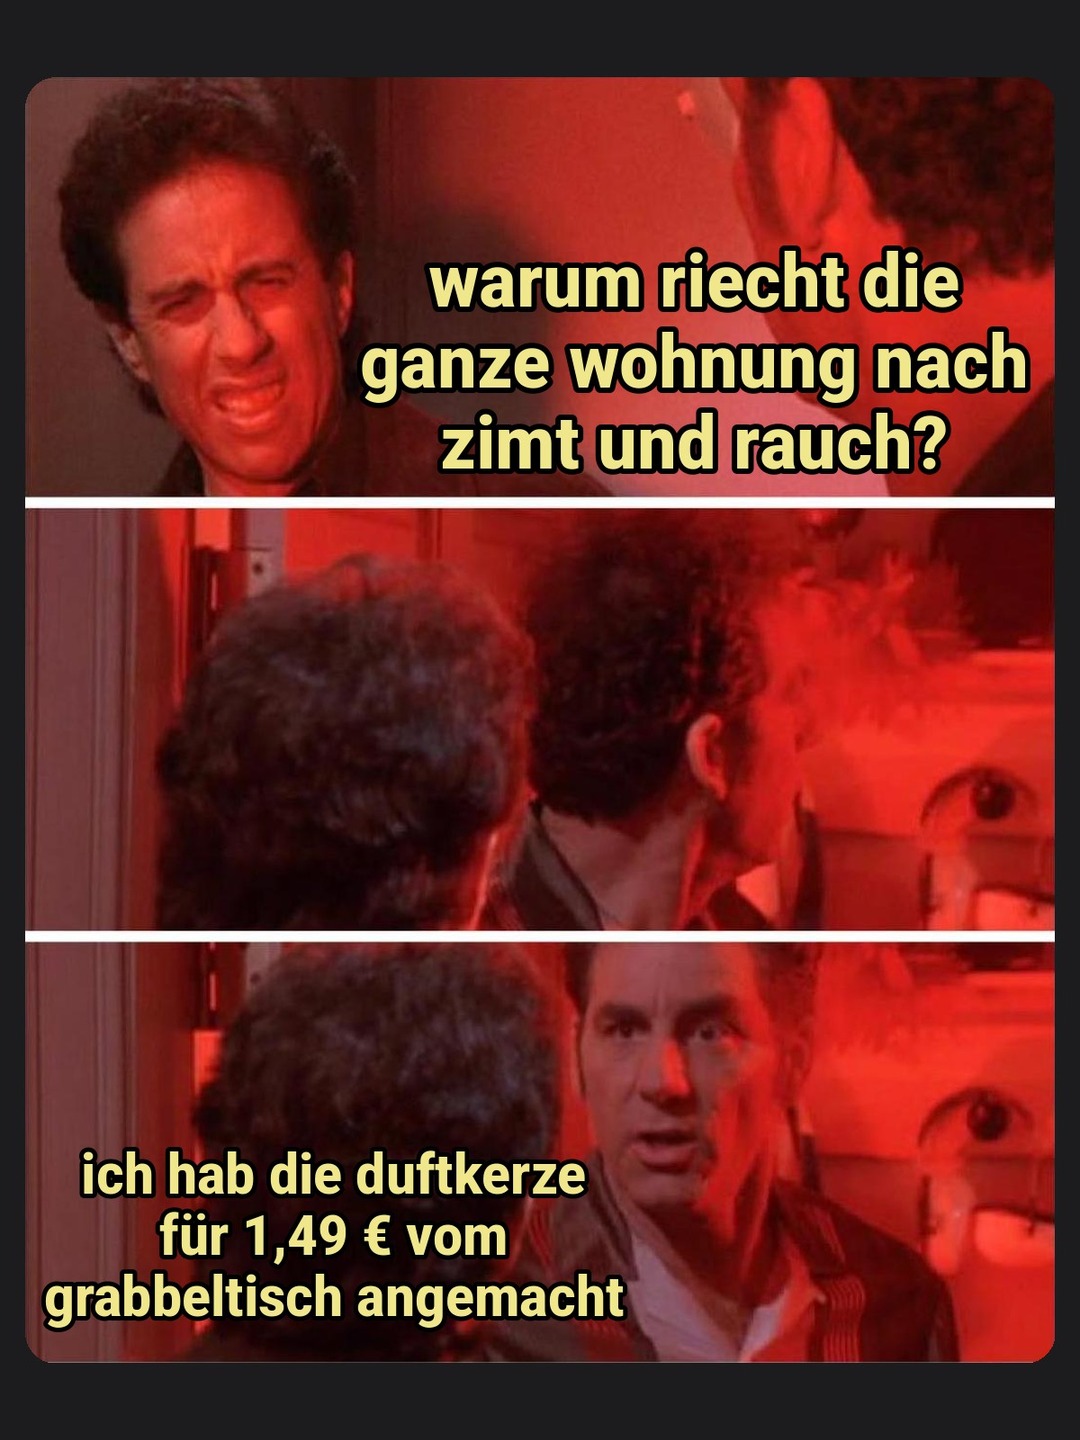 warum riecht die
ganze wohnung nach
zimt und rauch?
ich hab die duftkerze
für 1,49 € vom
grabbeltisch angemacht